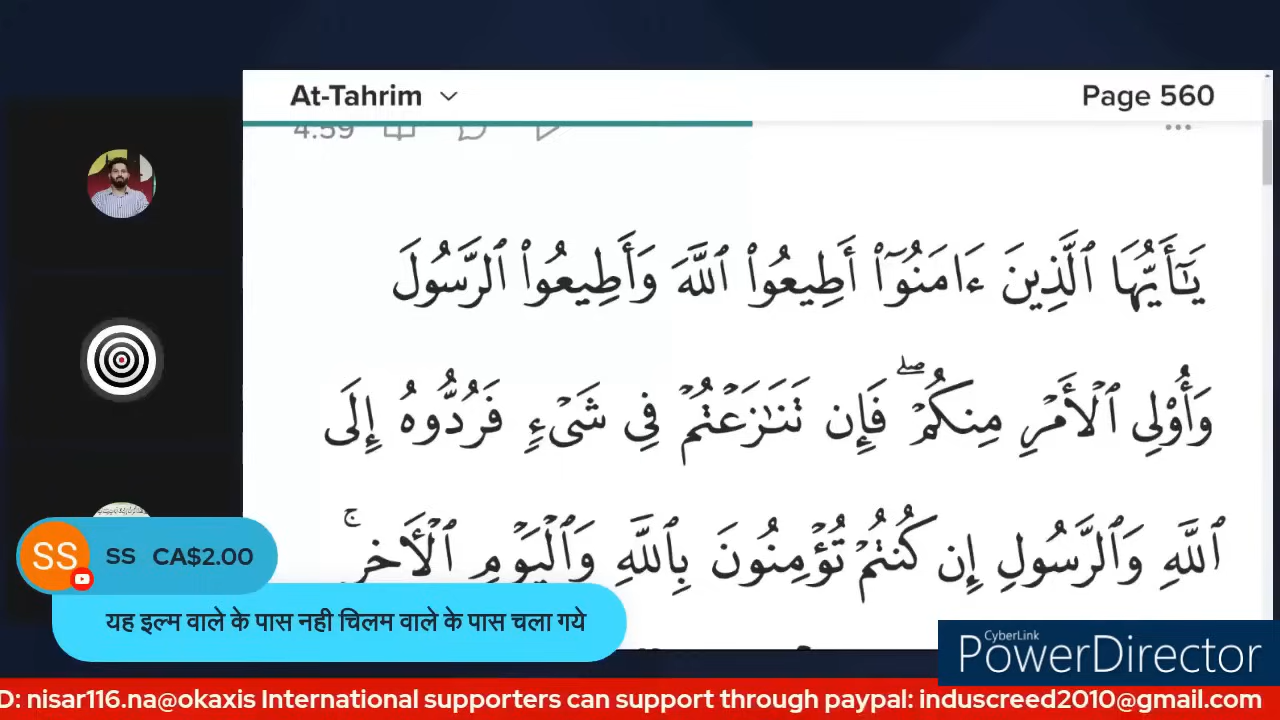 At-Tahrim
Page 560
4:59
يَـٰٓأَيُّهَا ٱلَّذِينَ ءَامَنُوٓا۟ أَطِيعُوا۟ ٱللَّهَ وَأَطِيعُوا۟ ٱلرَّسُولَ
وَأُو۟لِى ٱلْأَمْرِ مِنكُمْ ۖ فَإِن تَنَـٰزَعْتُمْ فِى شَىْءٍ فَرُدُّوهُ إِلَى
ٱللَّهِ وَٱلرَّسُولِ إِن كُنتُمْ تُؤْمِنُونَ بِٱللَّهِ وَٱلْيَوْمِ ٱلْـَٔاخِرِ ۚ
SS SS CA$2.00
यह इल्म वाले के पास नही चिलम वाले के पास चला गये
CyberLink
PowerDirector
D: nisar116.na@okaxis International supporters can support through paypal: induscreed2010@gmail.com